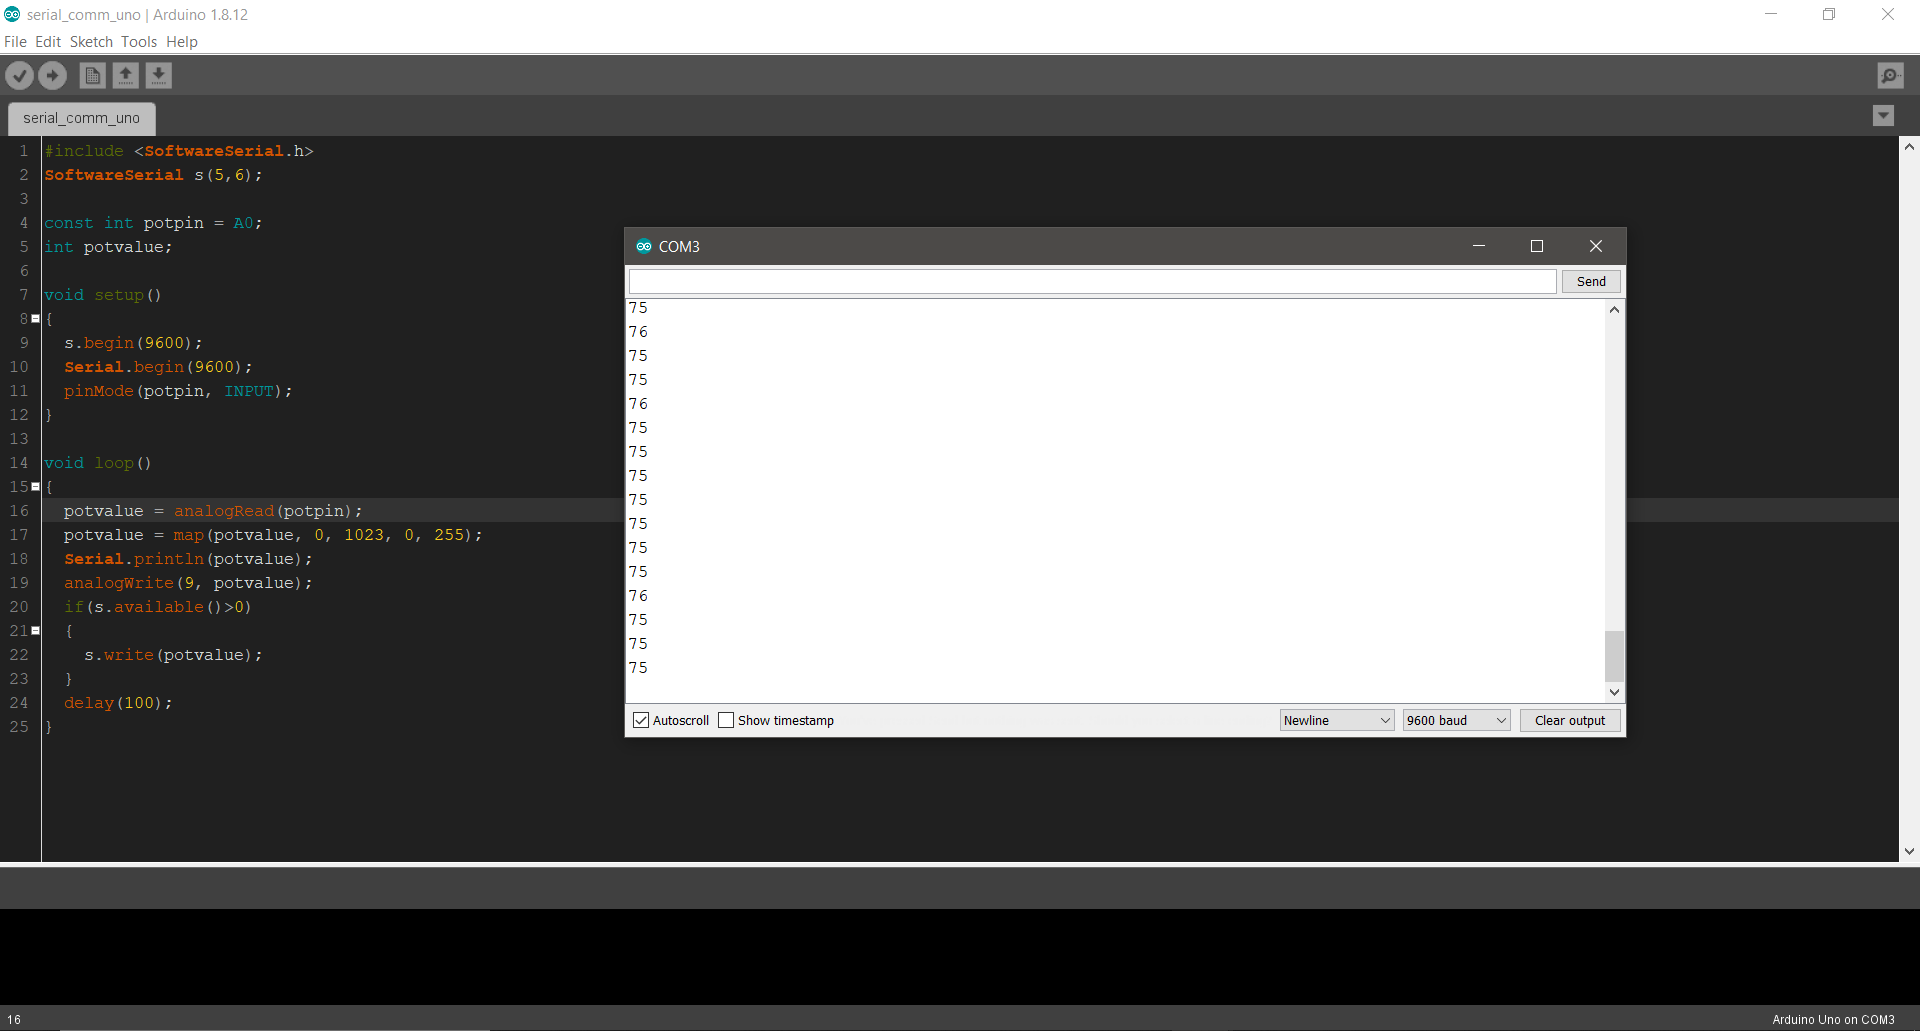 serial_comm_uno | Arduino 1.8.12
File Edit Sketch Tools Help
serial_comm_uno
1 #include <SoftwareSerial.h>
2 SoftwareSerial s(5,6);
3
4 const int potpin = A0;
5 int potvalue;
6
7 void setup()
8 {
9 s.begin(9600);
10 Serial.begin(9600);
11 pinMode(potpin, INPUT);
12 }
13
14 void loop()
15 {
16 potvalue = analogRead(potpin);
17 potvalue = map(potvalue, 0, 1023, 0, 255);
18 Serial.println(potvalue);
19 analogWrite(9, potvalue);
20 if(s.available()>0)
21 {
22 s.write(potvalue);
23 }
24 delay(100);
25 }
COM3
Send
75
76
75
75
76
75
75
75
75
75
75
75
76
75
75
75
Autoscroll Show timestamp Newline 9600 baud Clear output
16 Arduino Uno on COM3